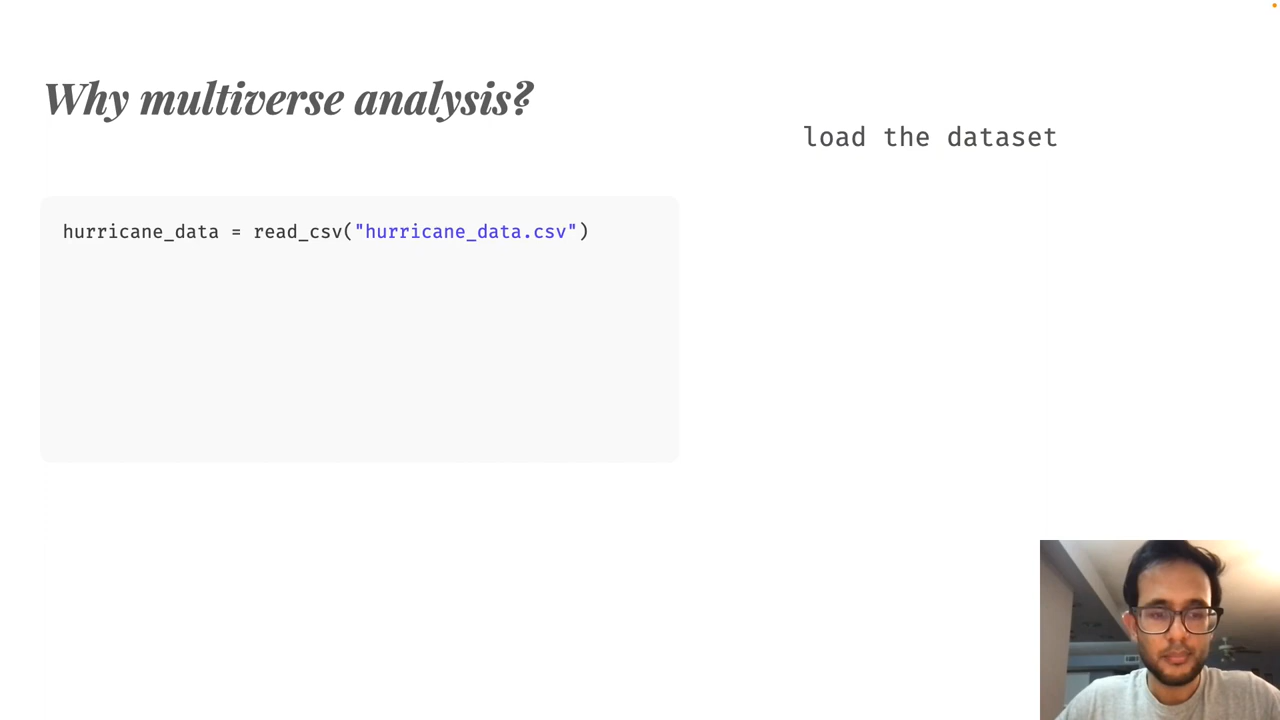 Why multiverse analysis?
load the dataset
hurricane_data = read_csv("hurricane_data.csv")